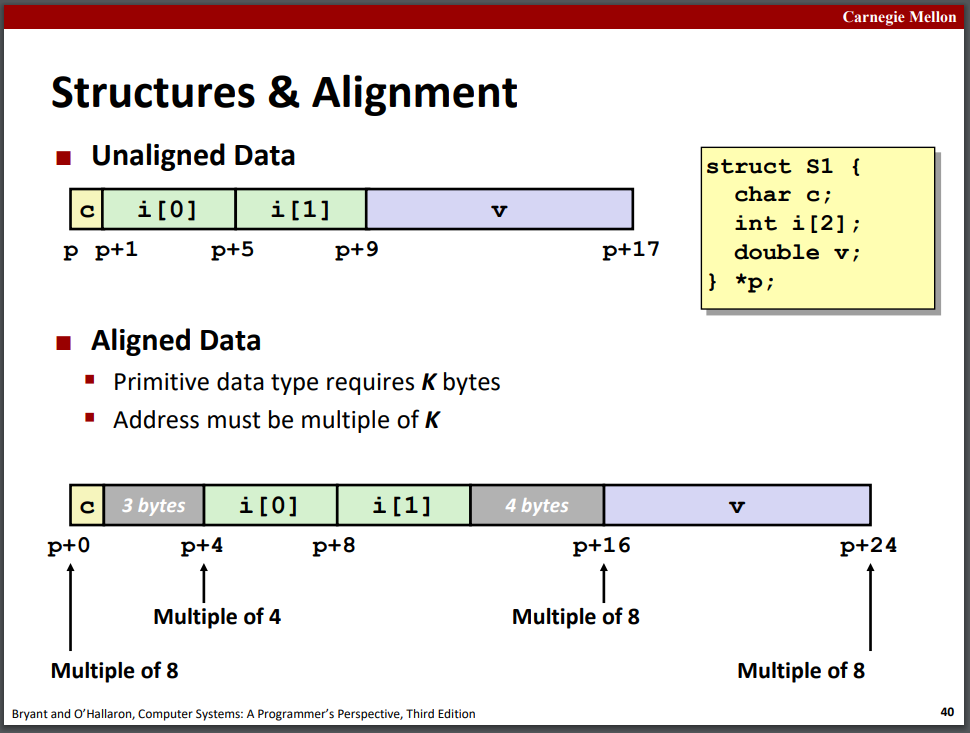 Carnegie Mellon
Structures & Alignment
■ Unaligned Data
c i[0] i[1] v
p p+1 p+5 p+9 p+17
struct S1 {
  char c;
  int i[2];
  double v;
} *p;
■ Aligned Data
▪ Primitive data type requires K bytes
▪ Address must be multiple of K
c 3 bytes i[0] i[1] 4 bytes v
p+0 p+4 p+8 p+16 p+24
Multiple of 4 Multiple of 8
Multiple of 8 Multiple of 8
Bryant and O'Hallaron, Computer Systems: A Programmer's Perspective, Third Edition 40